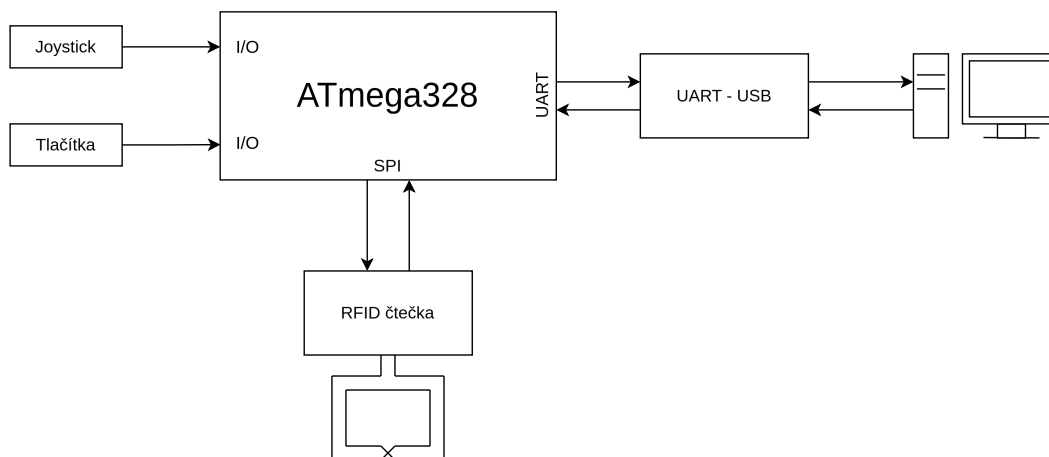 Joystick
I/O
ATmega328
UART
UART - USB
Tlačítka
I/O
SPI
RFID čtečka